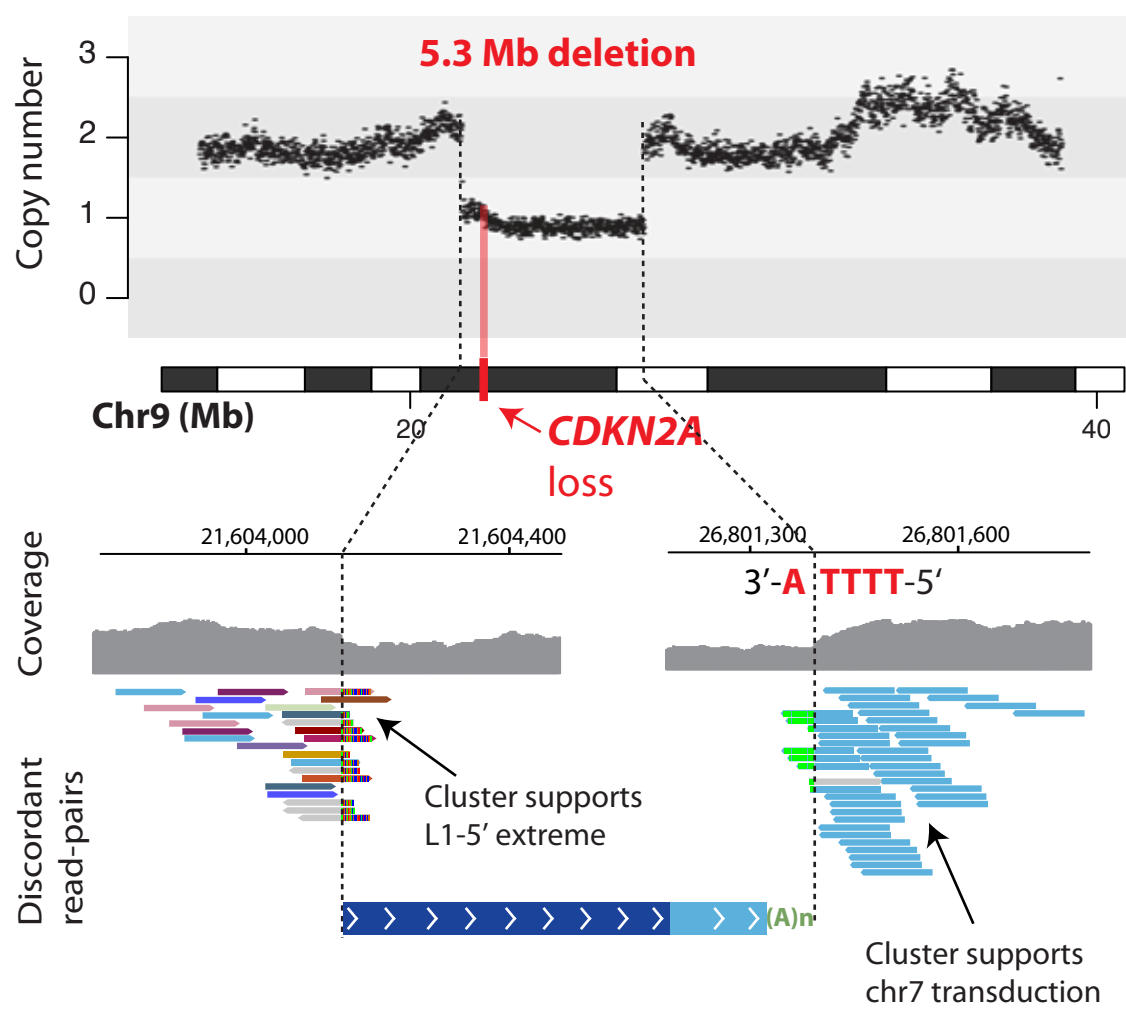 5.3 Mb deletion
Copy number
3
2
1
0
Chr9 (Mb)
20
40
CDKN2A
loss
21,604,000
21,604,400
26,801,300
26,801,600
3‘-A TTTT-5‘
Coverage
Discordant
read-pairs
Cluster supports
L1-5’ extreme
(A)n
Cluster supports
chr7 transduction